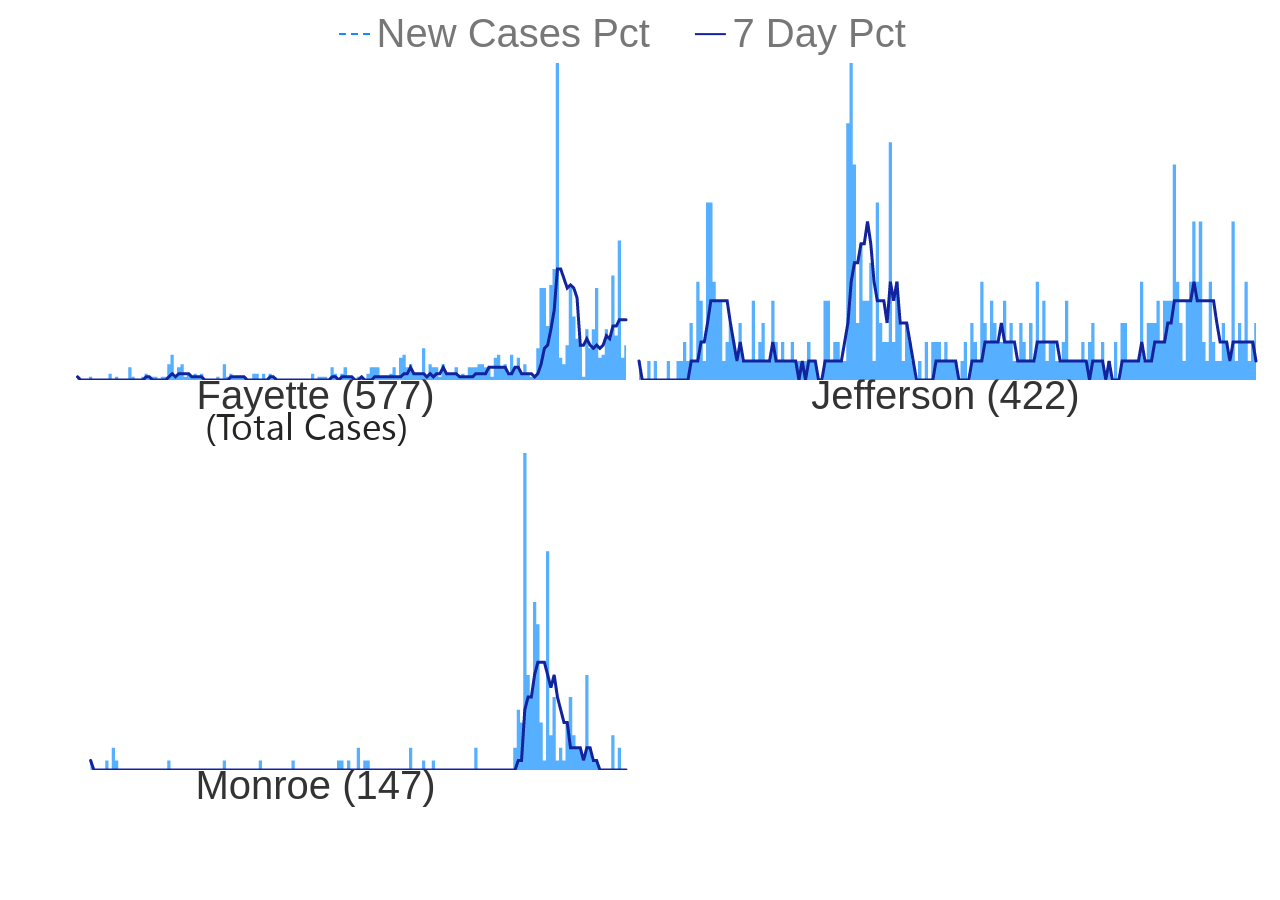 New Cases Pct 7 Day Pct
Fayette (577) Jefferson (422)
(Total Cases)
Monroe (147)